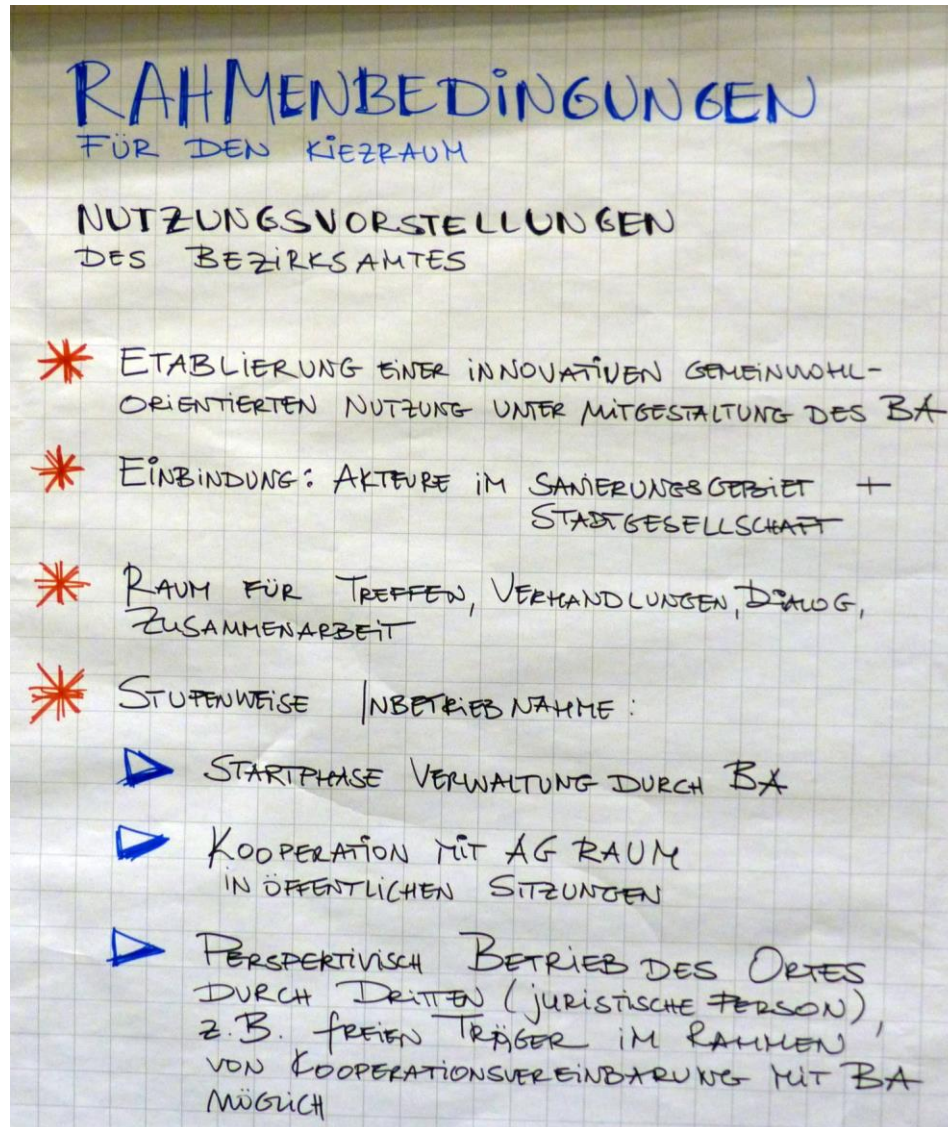 RAHMENBEDINGUNGEN
FÜR DEN KIEZRAUM
NUTZUNGSVORSTELLUNGEN
DES BEZIRKSAMTES
ETABLIERUNG EINER INNOVATIVEN GEMEINWOHL-
ORIENTIERTEN NUTZUNG UNTER MITGESTALTUNG DES BA
EINBINDUNG: AKTEURE IM SANIERUNGSGEBIET +
STADTGESELLSCHAFT
RAUM FÜR TREFFEN, VERHANDLUNGEN, DIALOG,
ZUSAMMENARBEIT
STUFENWEISE INBETRIEBNAHME:
STARTPHASE VERWALTUNG DURCH BA
KOOPERATION MIT AG RAUM
IN ÖFFENTLICHEN SITZUNGEN
PERSPEKTIVISCH BETRIEB DES ORTES
DURCH DRITTEN (JURISTISCHE PERSON),
Z.B. FREIEN TRÄGER IM RAHMEN
VON KOOPERATIONSVEREINBARUNG MIT BA
MÖGLICH